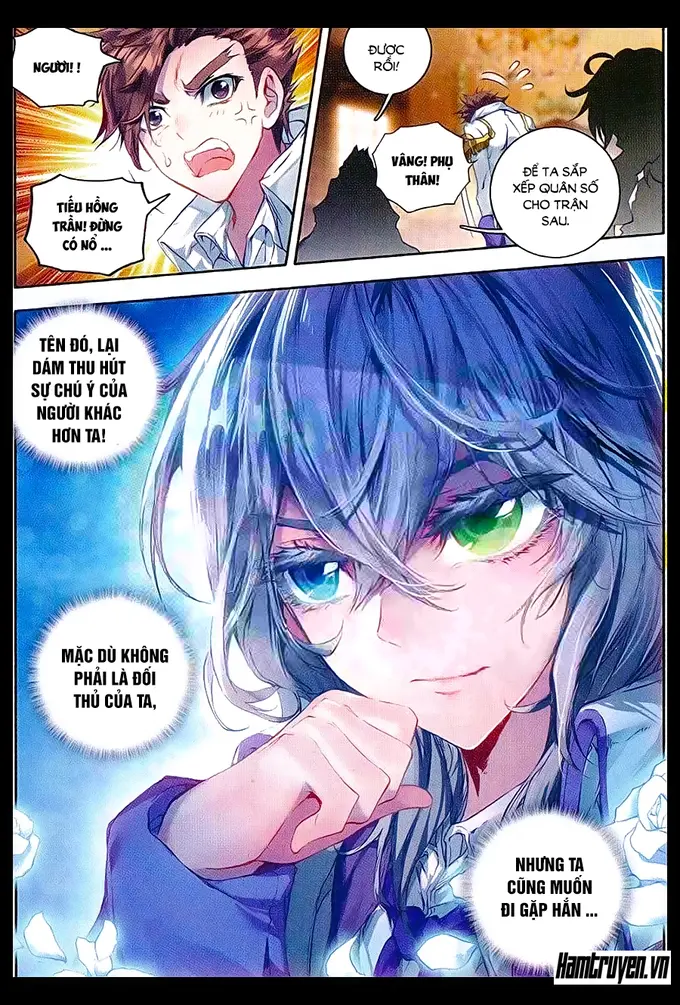 NGƯƠI! !
TIẾU HỒNG
TRẦN! ĐỪNG
CÓ NỔ ...
ĐƯỢC
RỒI!
VÂNG! PHỤ
THÂN!
ĐỂ TA SẮP
XẾP QUÂN SỐ
CHO TRẬN
SAU.
TÊN ĐÓ, LẠI
DÁM THU HÚT
SỰ CHÚ Ý CỦA
NGƯỜI KHÁC
HƠN TA!
MẶC DÙ KHÔNG
PHẢI LÀ ĐỐI
THỦ CỦA TA,
NHƯNG TA
CŨNG MUỐN
ĐI GẶP HẮN ...
Hamtruyen.vn